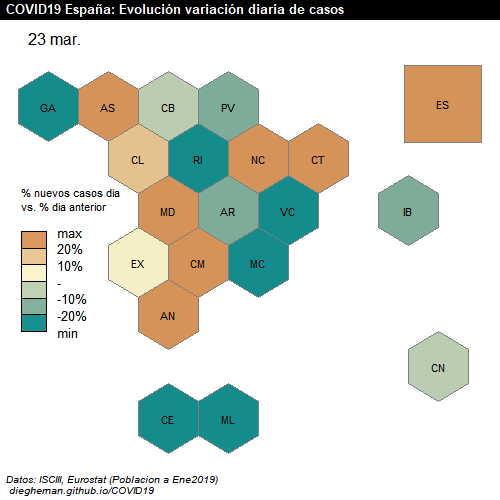 COVID19 España: Evolución variación diaria de casos
23 mar.
ES
GA AS CB PV
CL RI NC CT
% nuevos casos dia
vs. % dia anterior
MD AR VC IB
max
20%
10%
-
-10%
-20%
min
EX CM MC
AN
CN
CE ML
Datos: ISCIII, Eurostat (Poblacion a Ene2019)
diegheman.github.io/COVID19